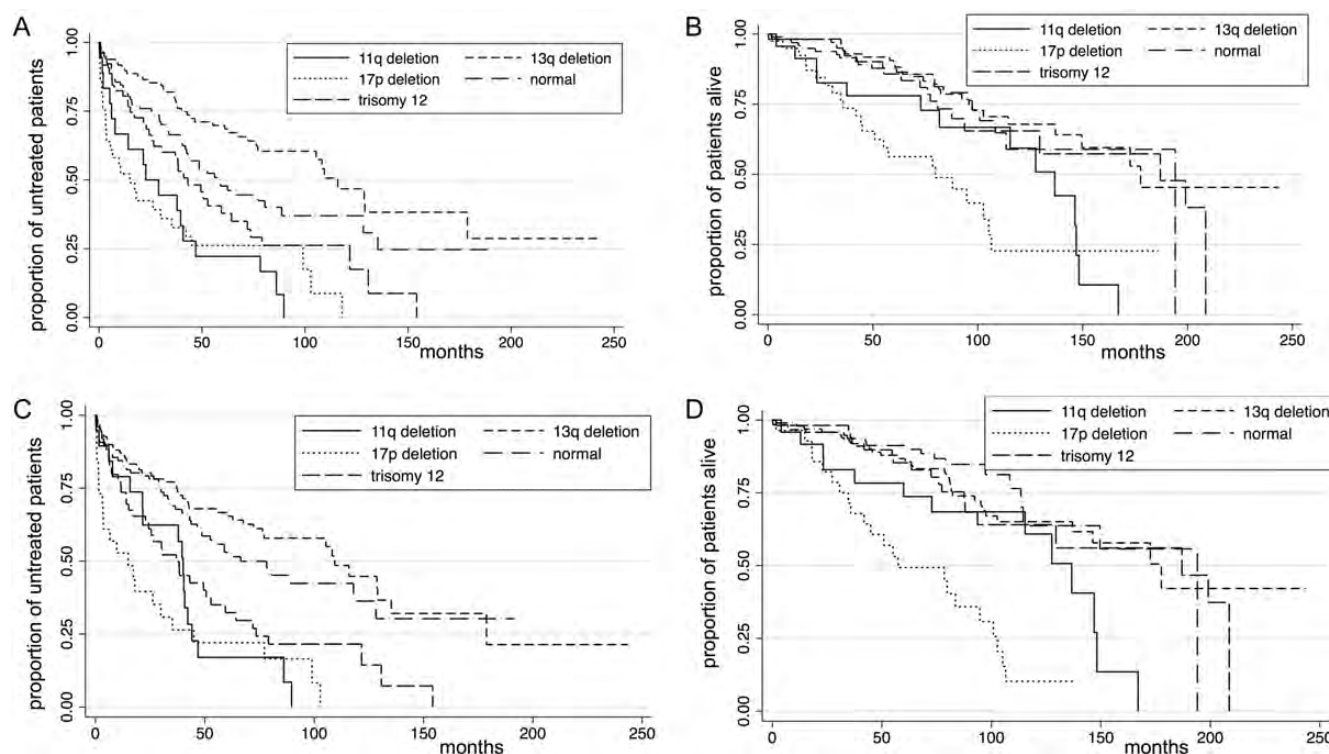 A
proportion of untreated patients
1.00
0.75
0.50
0.25
0.00
11q deletion 13q deletion
17p deletion normal
trisomy 12
0 50 100 150 200 250
months
B
proportion of patients alive
1.00
0.75
0.50
0.25
0.00
11q deletion 13q deletion
17p deletion normal
trisomy 12
0 50 100 150 200 250
months
C
proportion of untreated patients
1.00
0.75
0.50
0.25
0.00
11q deletion 13q deletion
17p deletion normal
trisomy 12
0 50 100 150 200 250
months
D
proportion of patients alive
1.00
0.75
0.50
0.25
0.00
11q deletion 13q deletion
17p deletion normal
trisomy 12
0 50 100 150 200 250
months